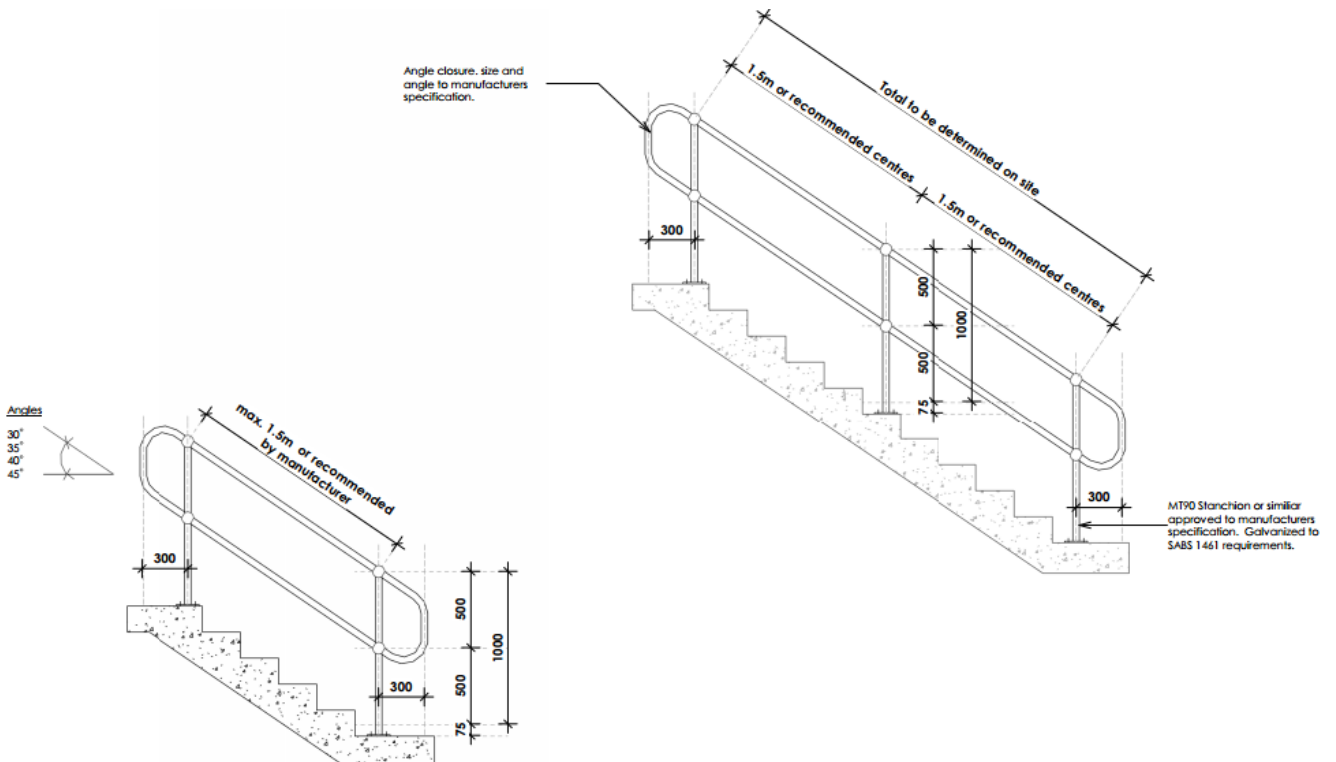 Angle closure, size and
angle to manufacturers
specification.
Total to be determined on site
1.5m or recommended centres
1.5m or recommended centres
300
500
500
1000
75
300
MT90 Stanchion or similiar
approved to manufacturers
specification. Galvanized to
SABS 1461 requirements.
Angles
30°
35°
40°
45°
max. 1.5m or recommended
by manufacturer
300
500
500
1000
75
300